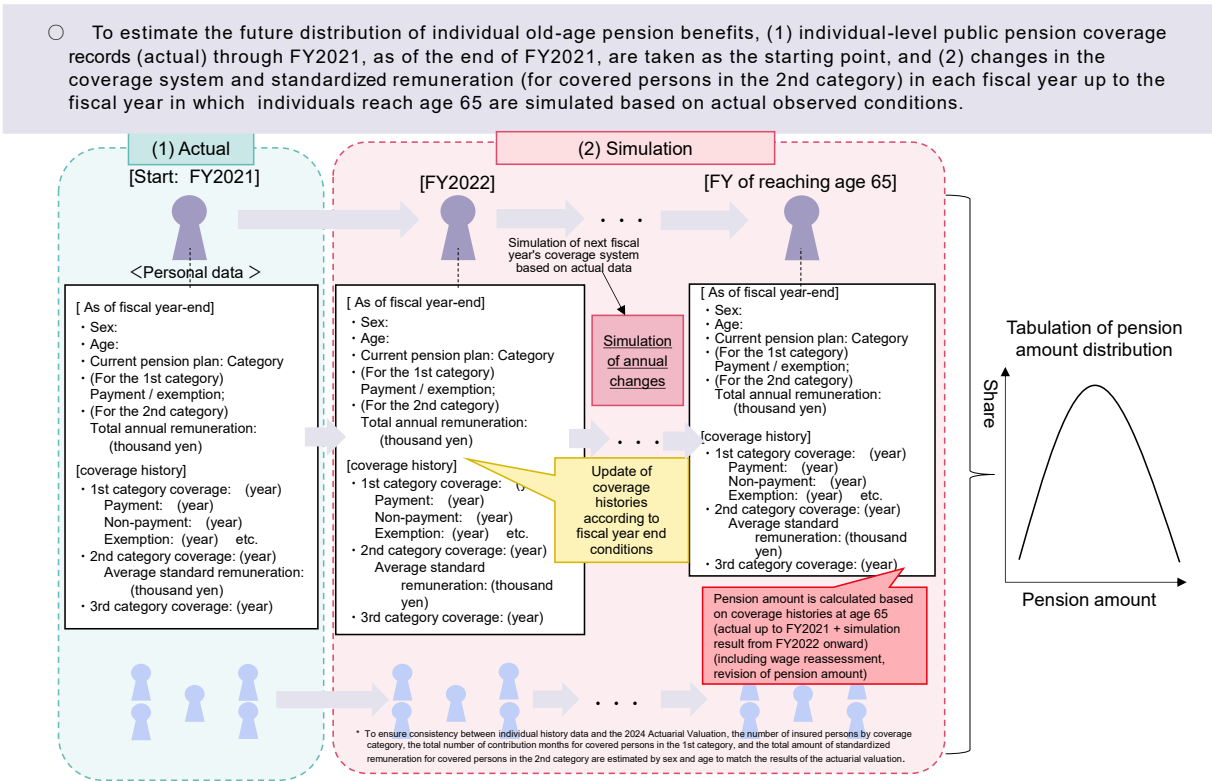 ○ To estimate the future distribution of individual old-age pension benefits, (1) individual-level public pension coverage
records (actual) through FY2021, as of the end of FY2021, are taken as the starting point, and (2) changes in the
coverage system and standardized remuneration (for covered persons in the 2nd category) in each fiscal year up to the
fiscal year in which individuals reach age 65 are simulated based on actual observed conditions.
(1) Actual
[Start: FY2021]
<Personal data >
[ As of fiscal year-end]
・Sex:
・Age:
・Current pension plan: Category
・(For the 1st category)
Payment / exemption;
・(For the 2nd category)
Total annual remuneration:
(thousand yen)
[coverage history]
・1st category coverage: (year)
Payment: (year)
Non-payment: (year)
Exemption: (year) etc.
・2nd category coverage: (year)
Average standard remuneration:
(thousand yen)
・3rd category coverage: (year)
(2) Simulation
[FY2022]
[ As of fiscal year-end]
・Sex:
・Age:
・Current pension plan: Category
・(For the 1st category)
Payment / exemption;
・(For the 2nd category)
Total annual remuneration:
(thousand yen)
[coverage history]
・1st category coverage: (
Payment: (year)
Non-payment: (year)
Exemption: (year) etc.
・2nd category coverage: (year)
Average standard
remuneration: (thousand
yen)
・3rd category coverage: (year)
. . .
Simulation of next fiscal
year's coverage system
based on actual data
Simulation
of annual
changes
. . .
Update of
coverage
histories
according to
fiscal year end
conditions
[FY of reaching age 65]
[ As of fiscal year-end]
・Sex:
・Age:
・Current pension plan: Category
・(For the 1st category)
Payment / exemption;
・(For the 2nd category)
Total annual remuneration:
(thousand yen)
[coverage history]
・1st category coverage: (year)
Payment: (year)
Non-payment: (year)
Exemption: (year) etc.
・2nd category coverage: (year)
Average standard
remuneration: (thousand
yen)
・3rd category coverage: (year)
Pension amount is calculated based
on coverage histories at age 65
(actual up to FY2021 + simulation
result from FY2022 onward)
(including wage reassessment,
revision of pension amount)
. . .
* To ensure consistency between individual history data and the 2024 Actuarial Valuation, the number of insured persons by coverage
category, the total number of contribution months for covered persons in the 1st category, and the total amount of standardized
remuneration for covered persons in the 2nd category are estimated by sex and age to match the results of the actuarial valuation.
Tabulation of pension
amount distribution
Share
Pension amount